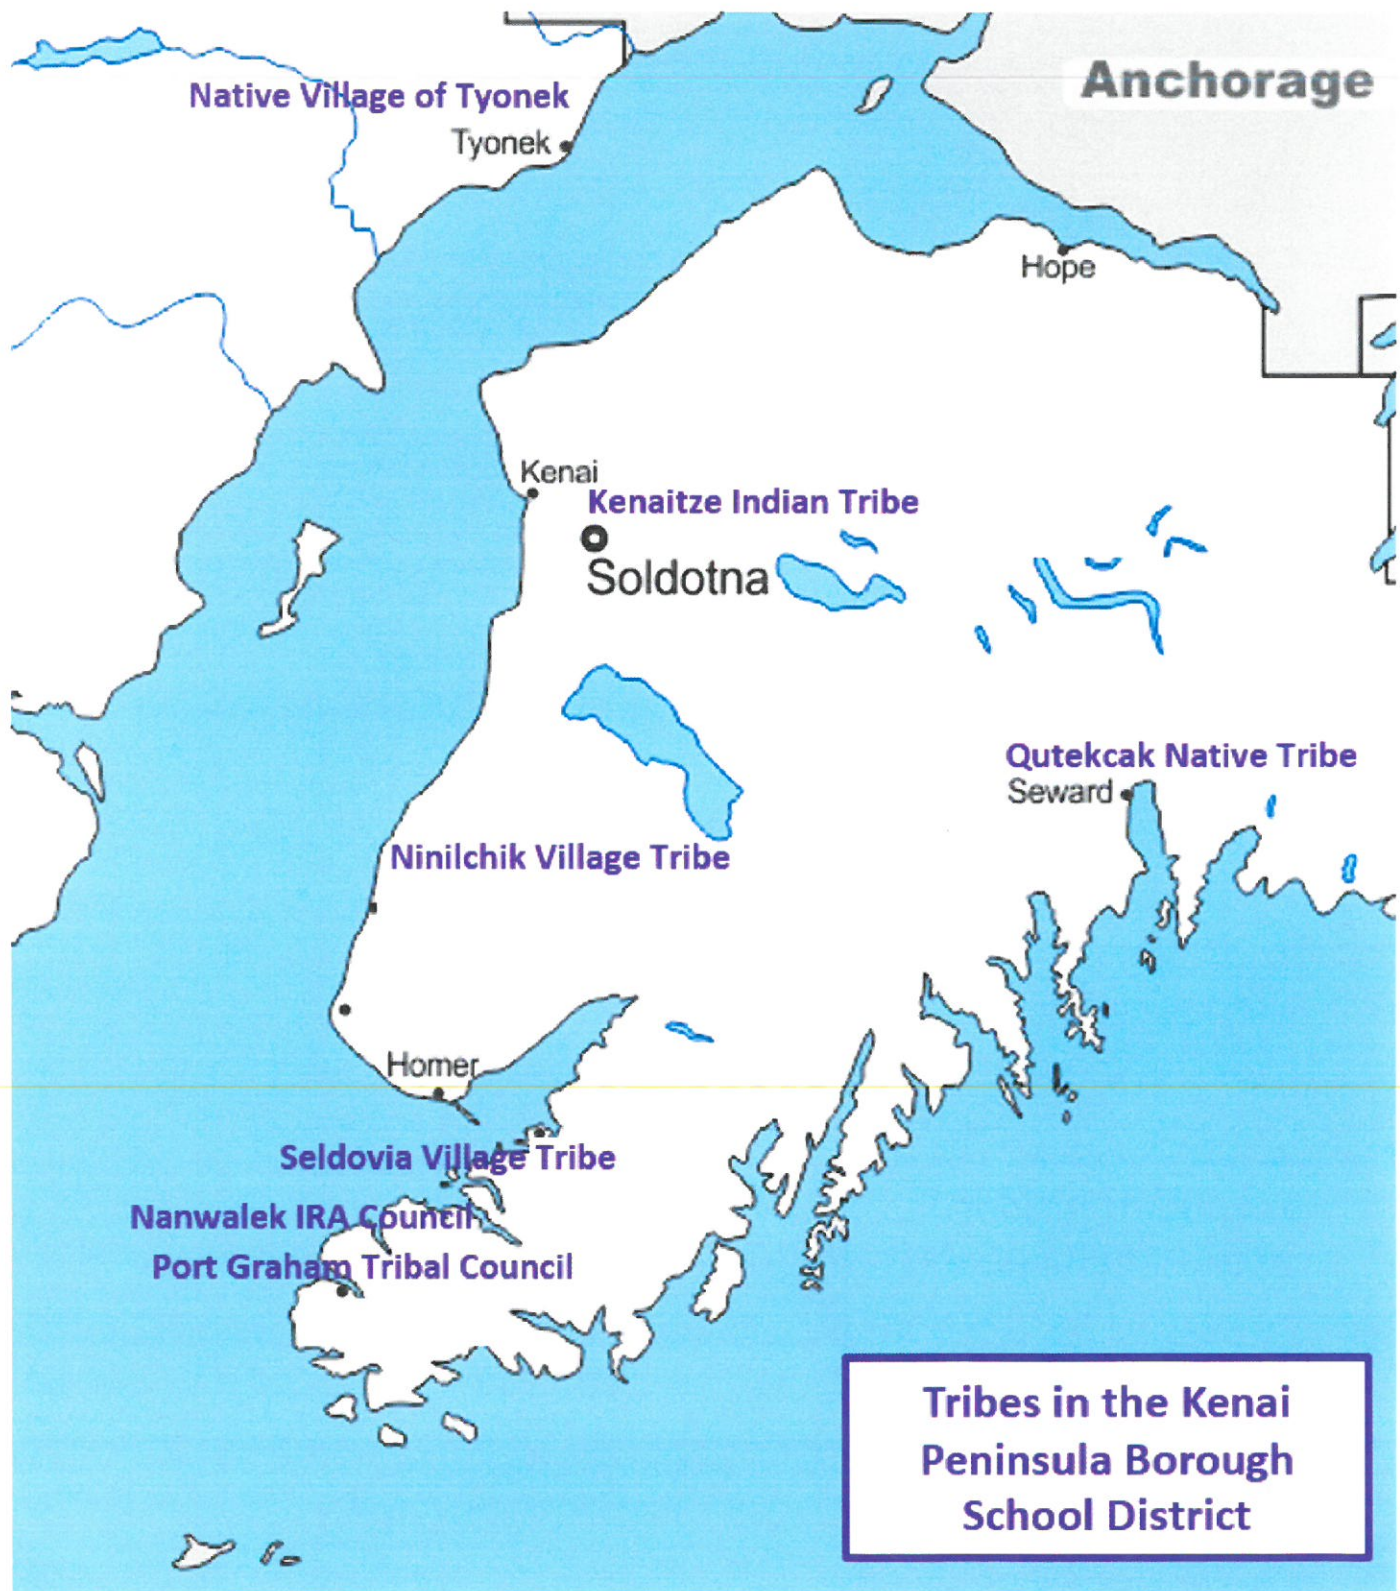 Anchorage
Native Village of Tyonek
Tyonek
Hope
Kenai
Kenaitze Indian Tribe
Soldotna
Qutekcak Native Tribe
Seward
Ninilchik Village Tribe
Homer
Seldovia Village Tribe
Nanwalek IRA Council
Port Graham Tribal Council
Tribes in the Kenai
Peninsula Borough
School District